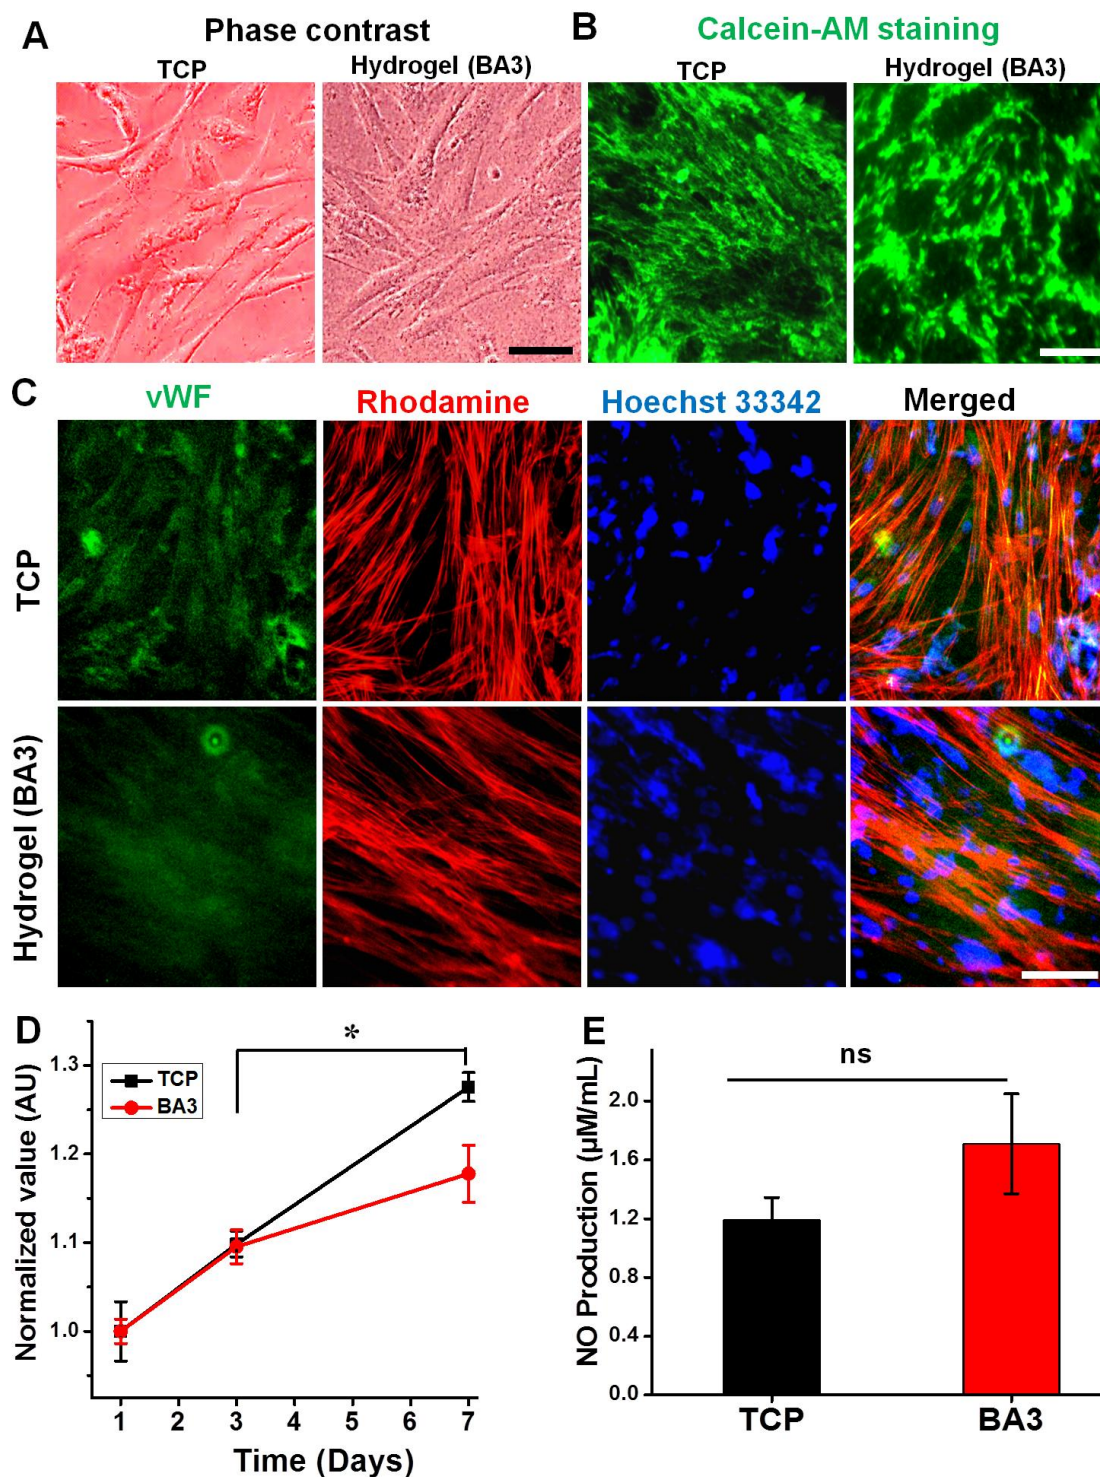 A
Phase contrast
TCP
Hydrogel (BA3)
B
Calcein-AM staining
TCP
Hydrogel (BA3)
C
vWF
Rhodamine
Hoechst 33342
Merged
TCP
Hydrogel (BA3)
D
Normalized value (AU)
1.3
1.2
1.1
1.0
TCP
BA3
*
1 2 3 4 5 6 7
Time (Days)
E
NO Production (µM/mL)
2.0
1.6
1.2
0.8
0.4
0.0
ns
TCP
BA3